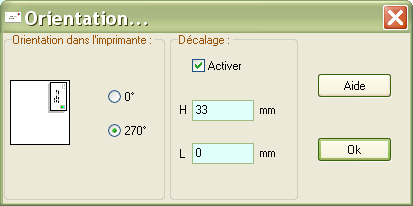 Orientation...
Orientation dans l'imprimante :
0°
270°
Décalage :
Activer
H 33 mm
L 0 mm
Aide
Ok